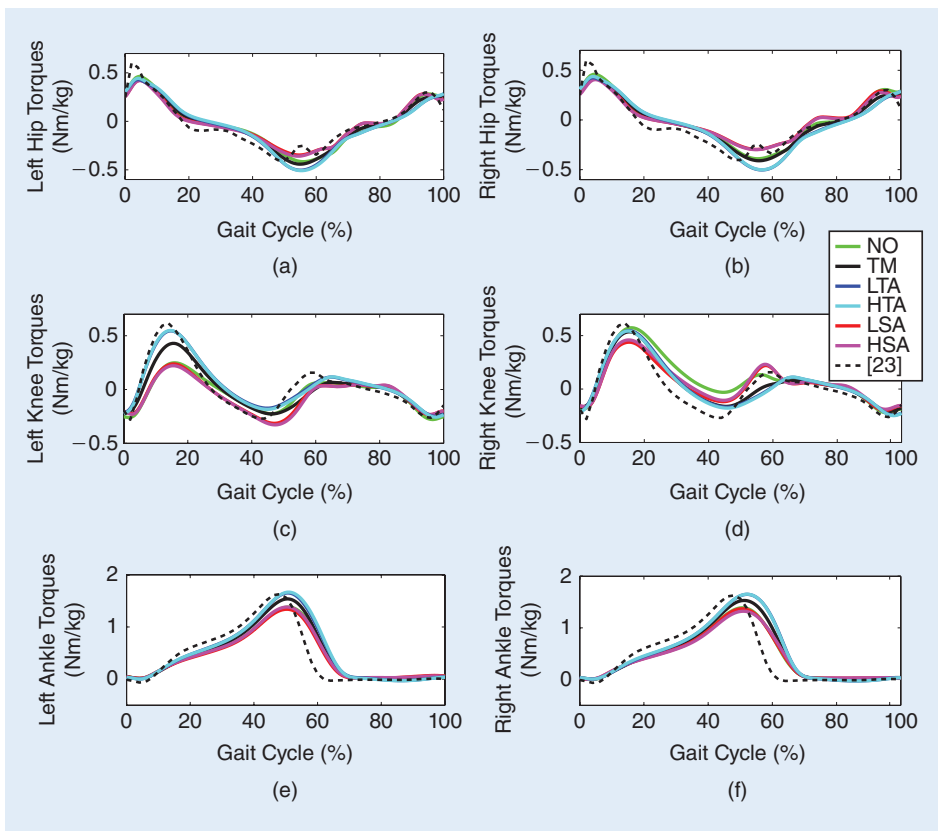 Left Hip Torques
(Nm/kg)
0.5
0
−0.5
0 20 40 60 80 100
Gait Cycle (%)
(a)
Right Hip Torques
(Nm/kg)
0.5
0
−0.5
0 20 40 60 80 100
Gait Cycle (%)
(b)
NO
TM
LTA
HTA
LSA
HSA
[23]
Left Knee Torques
(Nm/kg)
0.5
0
−0.5
0 20 40 60 80 100
Gait Cycle (%)
(c)
Right Knee Torques
(Nm/kg)
0.5
0
−0.5
0 20 40 60 80 100
Gait Cycle (%)
(d)
Left Ankle Torques
(Nm/kg)
2
1
0
0 20 40 60 80 100
Gait Cycle (%)
(e)
Right Ankle Torques
(Nm/kg)
2
1
0
0 20 40 60 80 100
Gait Cycle (%)
(f)